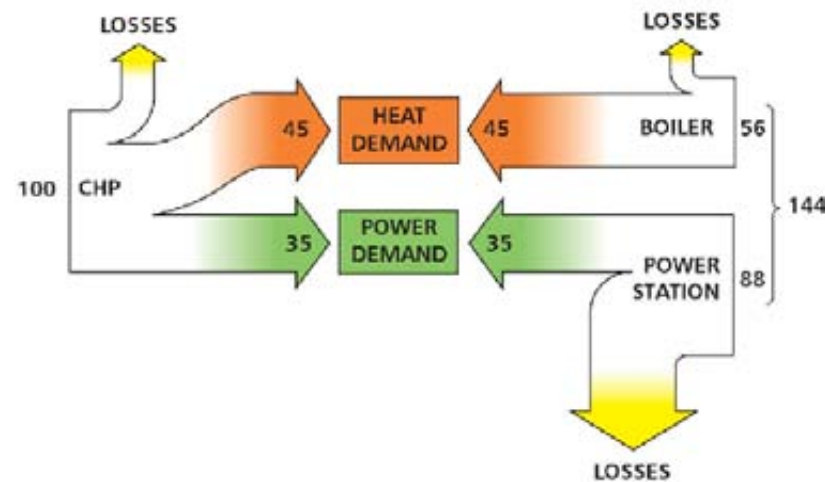 LOSSES
LOSSES
45
HEAT
DEMAND
45
BOILER
56
100
CHP
144
35
POWER
DEMAND
35
POWER
STATION
88
LOSSES